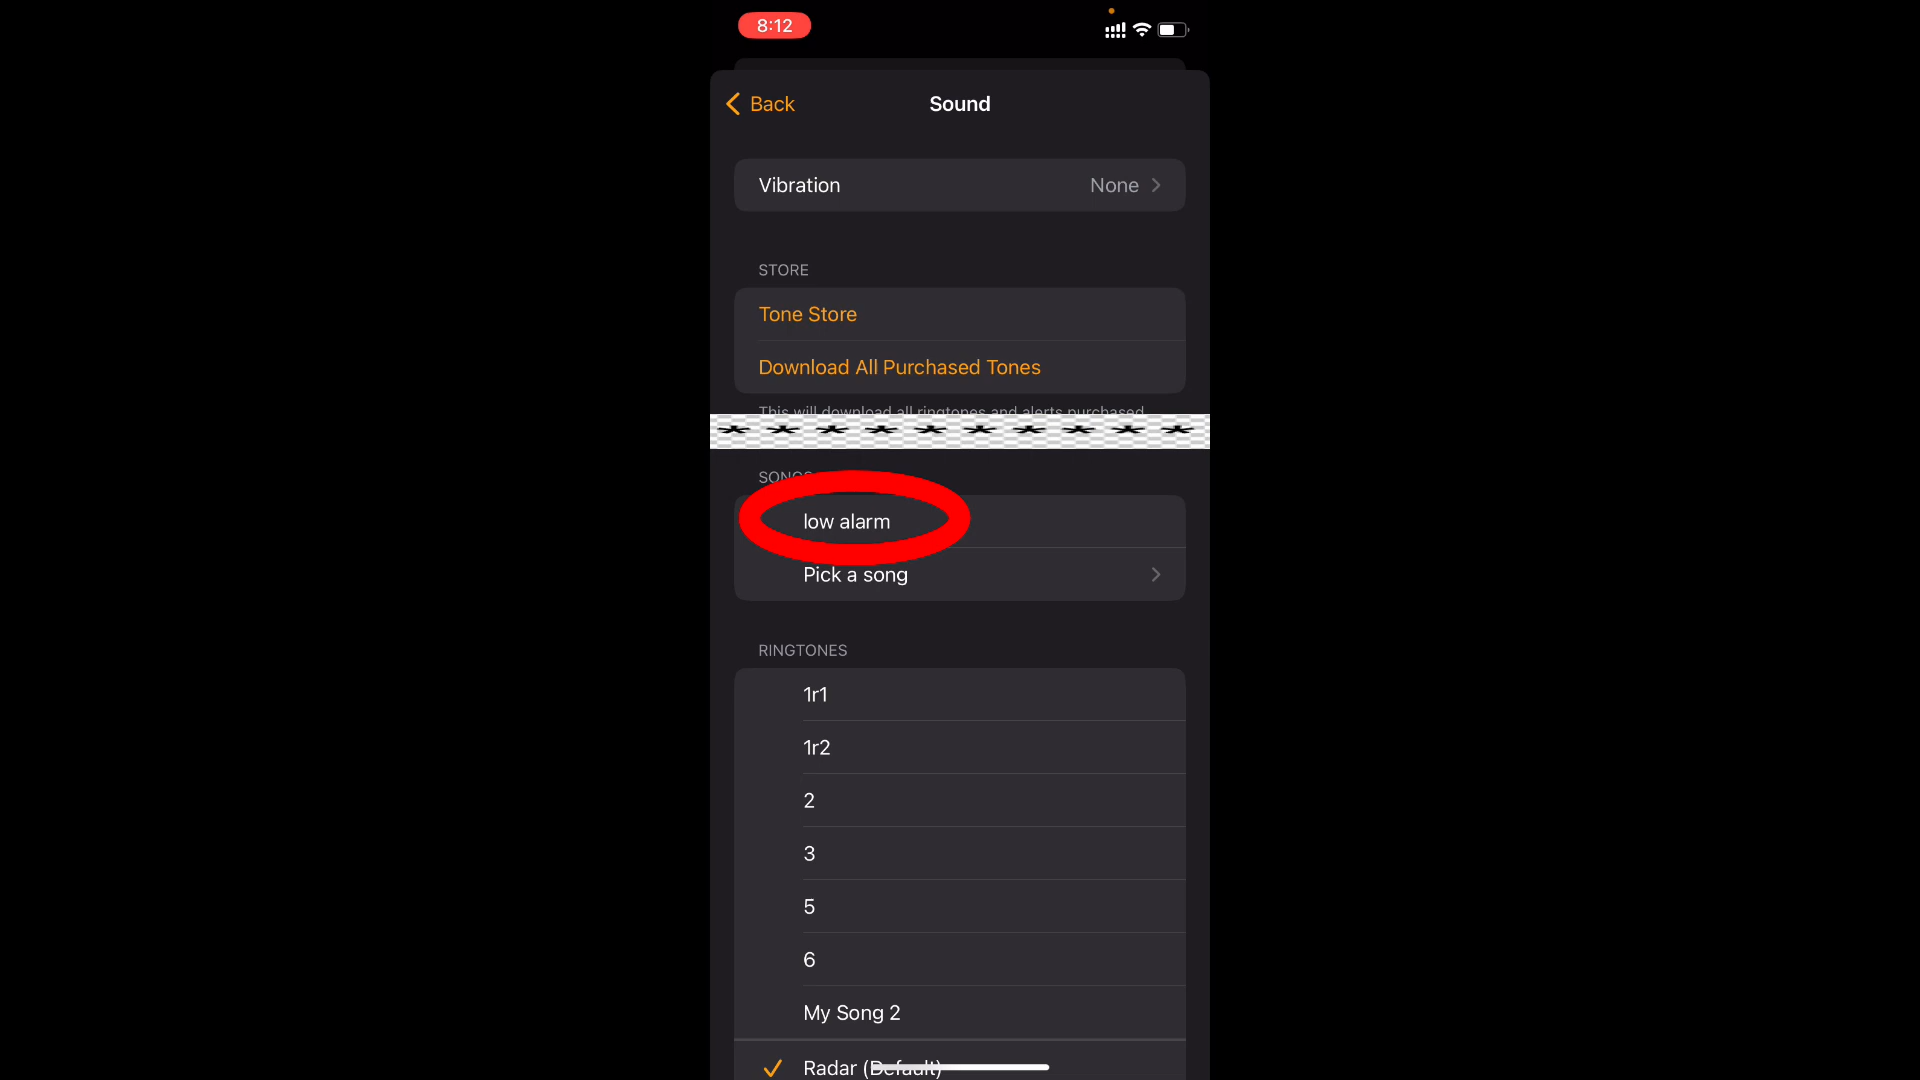 8:12
Back
Sound
Vibration
None
STORE
Tone Store
Download All Purchased Tones
This will download all ringtones and alerts purchased
SONGS
low alarm
Pick a song
RINGTONES
1r1
1r2
2
3
5
6
My Song 2
Radar (Default)